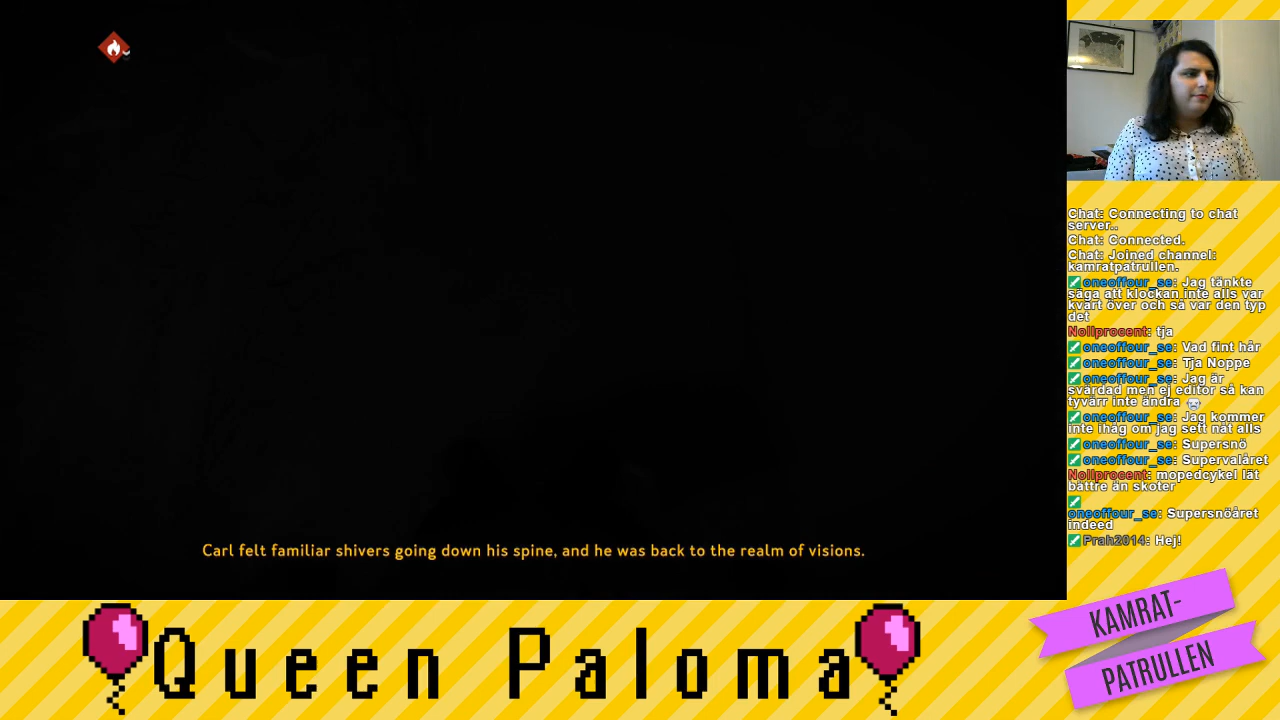 Chat: Connecting to chat
server..
Chat: Connected.
Chat: Joined channel:
kamratpatrullen.
oneoffour_se: Jag tänkte
säga att klockan inte alls var
kvart över och så var den typ
det
Nollprocent: tja
oneoffour_se: Vad fint hår
oneoffour_se: Tja Noppe
oneoffour_se: Jag är
svärdad men ej editor så kan
tyvärr inte ändra
oneoffour_se: Jag kommer
inte ihåg om jag sett nåt alls
oneoffour_se: Supersnö
oneoffour_se: Supervalåret
Nollprocent: mopedcykel lät
bättre än skoter
oneoffour_se: Supersnöåret
indeed
Prah2014: Hej!
Carl felt familiar shivers going down his spine, and he was back to the realm of visions.
Queen Paloma
KAMRAT-
PATRULLEN